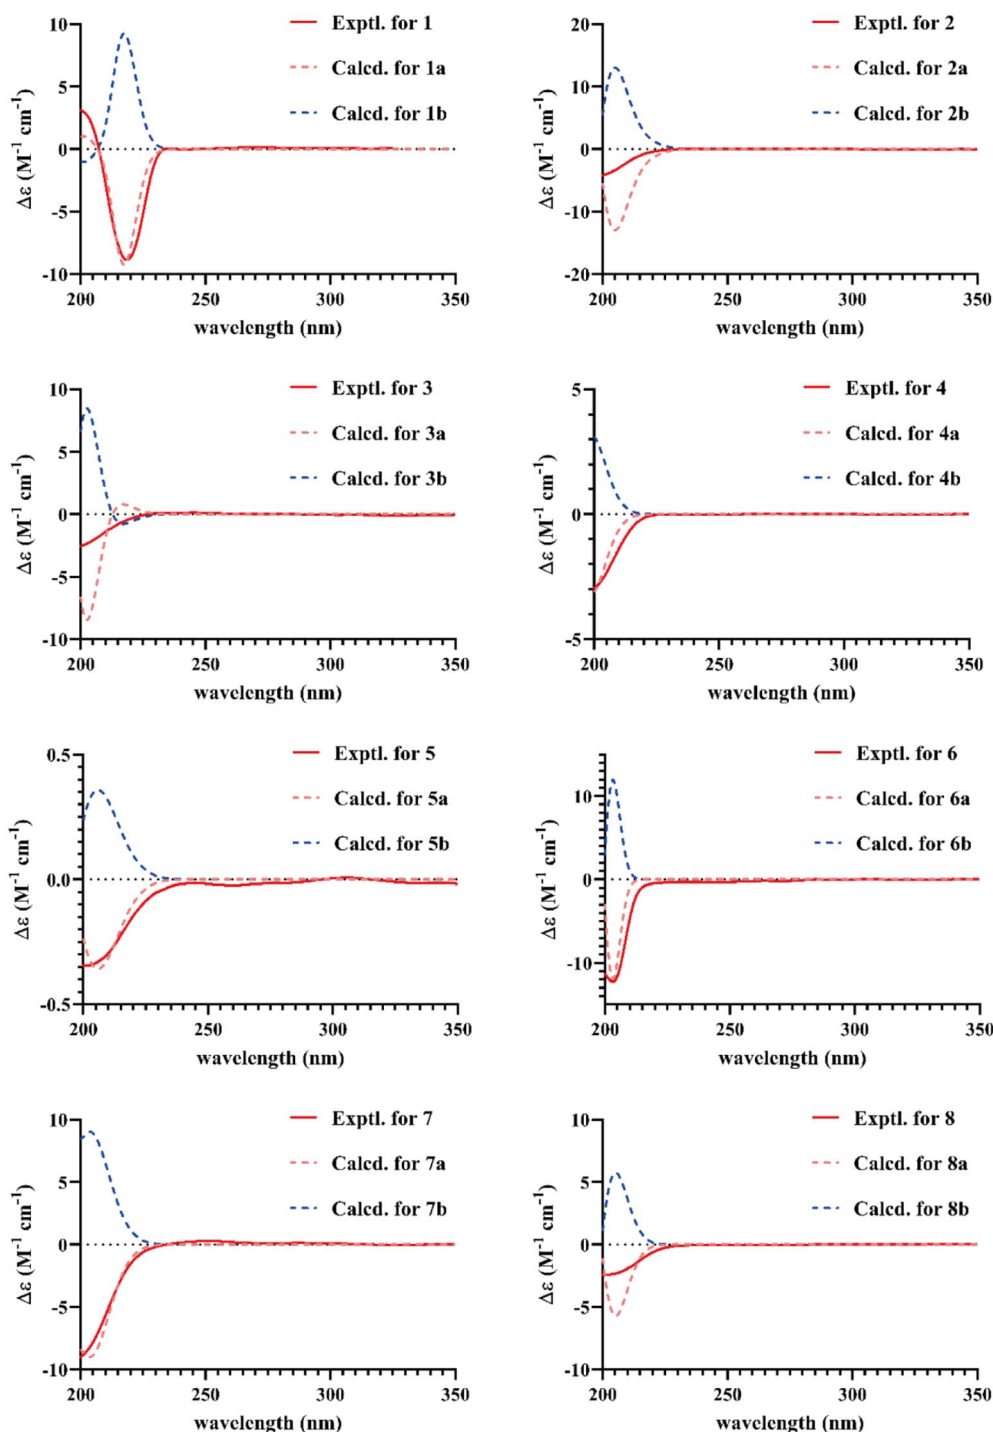 10
5
0
-5
-10
Δε (M⁻¹ cm⁻¹)
200 250 300 350
wavelength (nm)
Exptl. for 1
Calcd. for 1a
Calcd. for 1b
20
10
0
-10
-20
Δε (M⁻¹ cm⁻¹)
200 250 300 350
wavelength (nm)
Exptl. for 2
Calcd. for 2a
Calcd. for 2b
10
5
0
-5
-10
Δε (M⁻¹ cm⁻¹)
200 250 300 350
wavelength (nm)
Exptl. for 3
Calcd. for 3a
Calcd. for 3b
5
0
-5
Δε (M⁻¹ cm⁻¹)
200 250 300 350
wavelength (nm)
Exptl. for 4
Calcd. for 4a
Calcd. for 4b
0.5
0.0
-0.5
Δε (M⁻¹ cm⁻¹)
200 250 300 350
wavelength (nm)
Exptl. for 5
Calcd. for 5a
Calcd. for 5b
10
0
-10
Δε (M⁻¹ cm⁻¹)
200 250 300 350
wavelength (nm)
Exptl. for 6
Calcd. for 6a
Calcd. for 6b
10
5
0
-5
-10
Δε (M⁻¹ cm⁻¹)
200 250 300 350
wavelength (nm)
Exptl. for 7
Calcd. for 7a
Calcd. for 7b
10
5
0
-5
-10
Δε (M⁻¹ cm⁻¹)
200 250 300 350
wavelength (nm)
Exptl. for 8
Calcd. for 8a
Calcd. for 8b